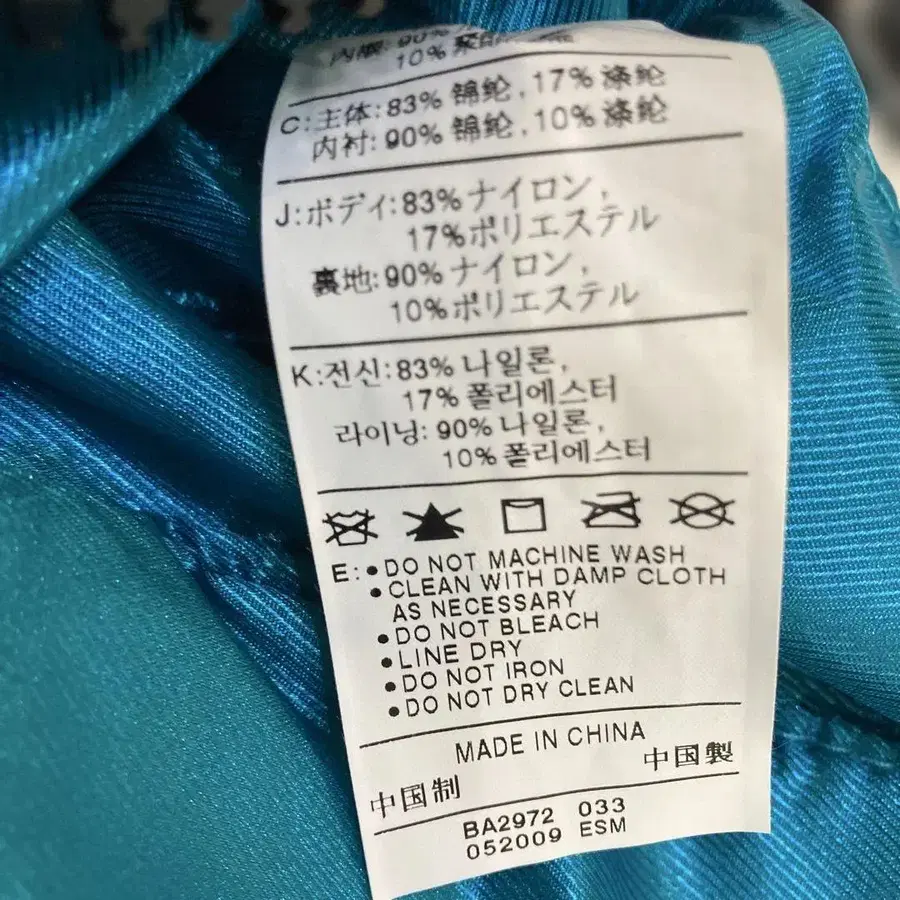 內襯: 90%
10%
C:主体:83% 锦纶,17% 涤纶
内衬:90% 锦纶,10% 涤纶
J:ボディ:83%ナイロン,
17%ポリエステル
裏地:90%ナイロン,
10%ポリエステル
K:전신:83%나일론,
17%폴리에스터
라이닝: 90%나일론,
10%폴리에스터
E:•DO NOT MACHINE WASH
•CLEAN WITH DAMP CLOTH
AS NECESSARY
•DO NOT BLEACH
•LINE DRY
•DO NOT IRON
•DO NOT DRY CLEAN
MADE IN CHINA
中国制 中国製
BA2972 033
052009 ESM